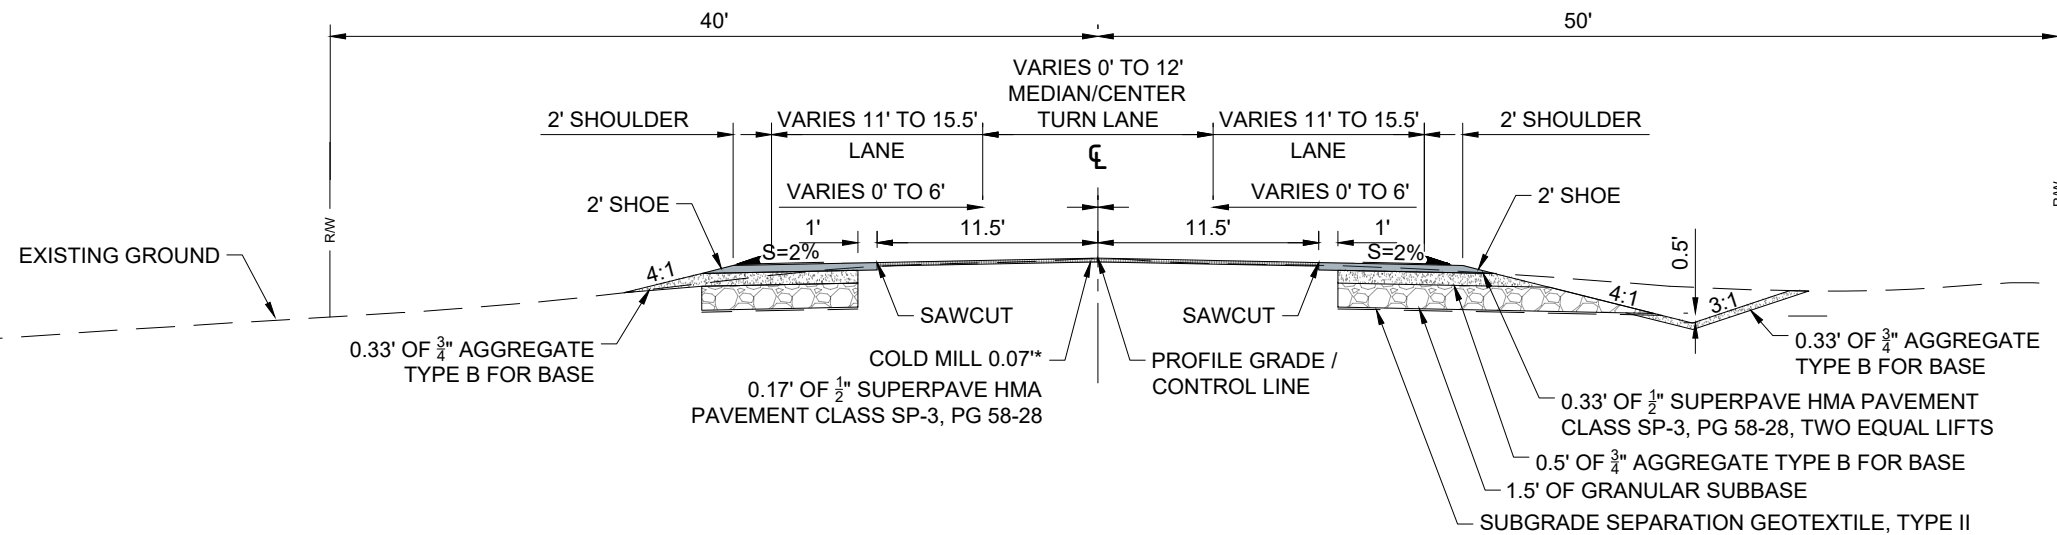 40'
50'
VARIES 0' TO 12'
MEDIAN/CENTER
TURN LANE
2' SHOULDER
VARIES 11' TO 15.5'
LANE
VARIES 11' TO 15.5'
LANE
2' SHOULDER
℄
VARIES 0' TO 6'
VARIES 0' TO 6'
2' SHOE
2' SHOE
1'
11.5'
11.5'
1'
R/W
R/W
EXISTING GROUND
S=2%
S=2%
0.5'
4:1
4:1
3:1
SAWCUT
SAWCUT
0.33' OF 3/4" AGGREGATE
TYPE B FOR BASE
COLD MILL 0.07'*
0.17' OF 1/2" SUPERPAVE HMA
PAVEMENT CLASS SP-3, PG 58-28
PROFILE GRADE /
CONTROL LINE
0.33' OF 3/4" AGGREGATE
TYPE B FOR BASE
0.33' OF 1/2" SUPERPAVE HMA PAVEMENT
CLASS SP-3, PG 58-28, TWO EQUAL LIFTS
0.5' OF 3/4" AGGREGATE TYPE B FOR BASE
1.5' OF GRANULAR SUBBASE
SUBGRADE SEPARATION GEOTEXTILE, TYPE II